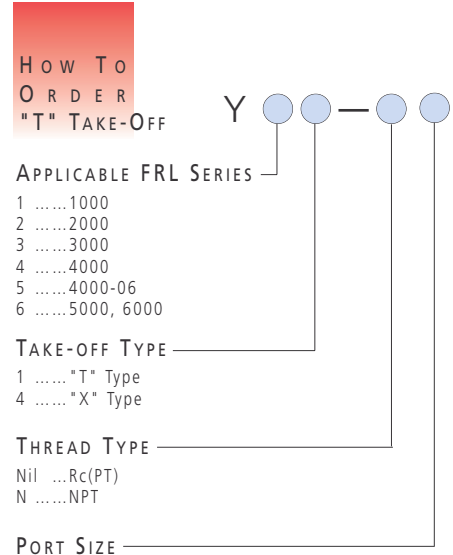 HOW TO
ORDER
"T" TAKE-OFF
Y —
APPLICABLE FRL SERIES
1 ......1000
2 ......2000
3 ......3000
4 ......4000
5 ......4000-06
6 ......5000, 6000
TAKE-OFF TYPE
1 ......"T" Type
4 ......"X" Type
THREAD TYPE
Nil ...Rc(PT)
N ......NPT
PORT SIZE